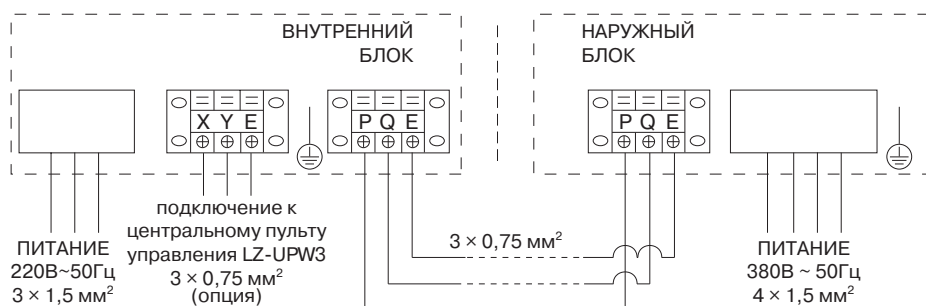 ВНУТРЕННИЙ
БЛОК
НАРУЖНЫЙ
БЛОК
X Y E
P Q E
P Q E
подключение к
центральному пульту
управления LZ-UPW3
3 × 0,75 мм²
(опция)
ПИТАНИЕ
220В~50Гц
3 × 1,5 мм²
3 × 0,75 мм²
ПИТАНИЕ
380В ~ 50Гц
4 × 1,5 мм²